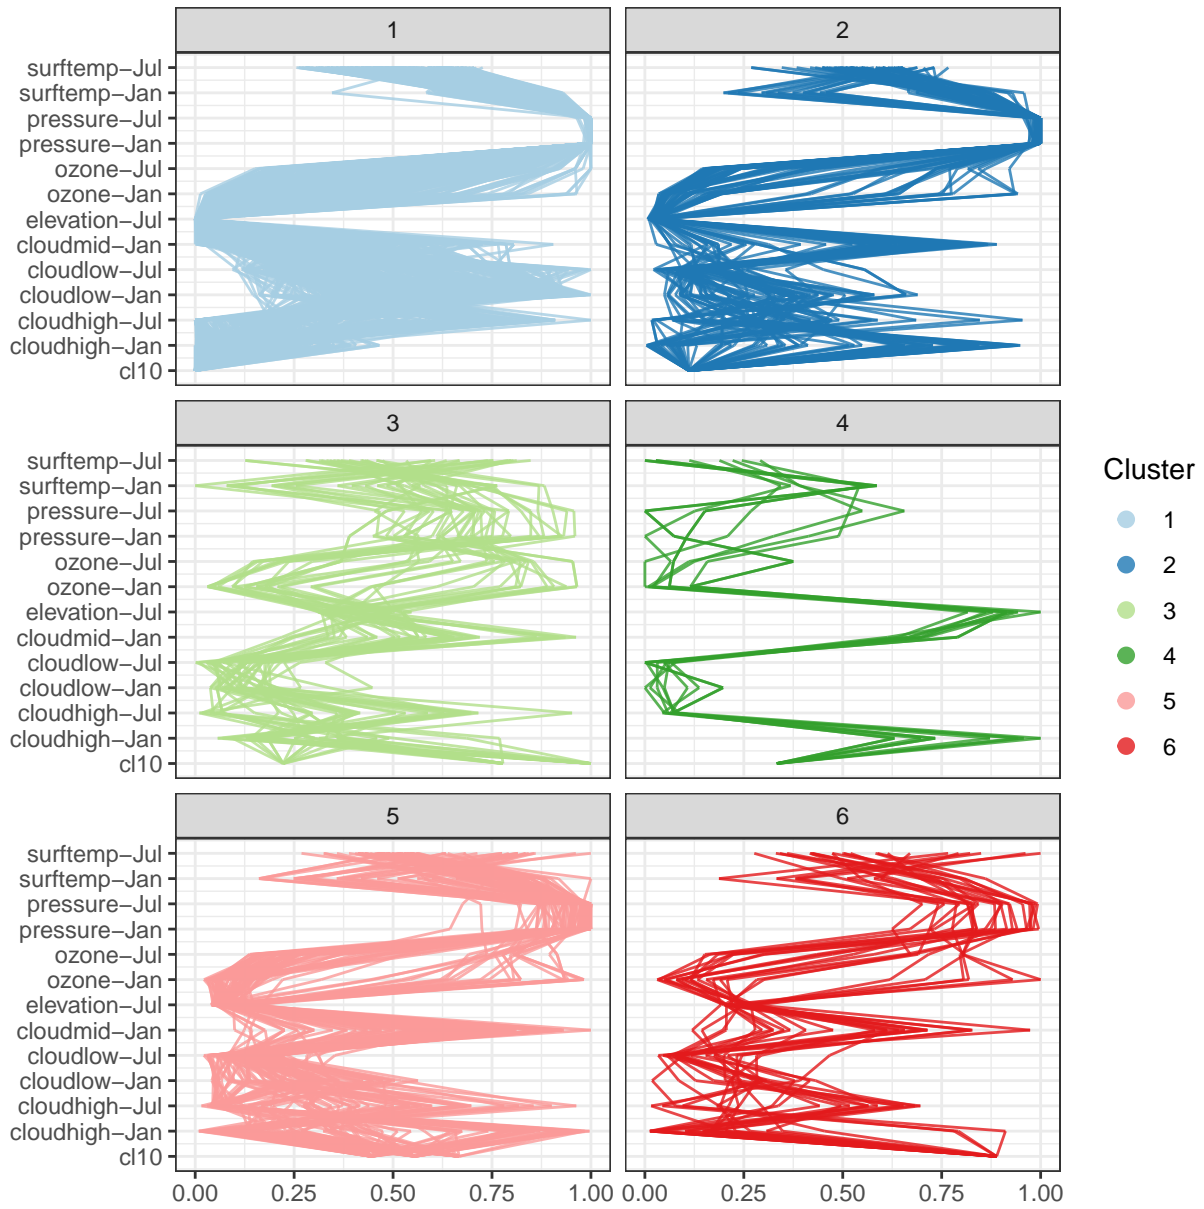 1
2
surftemp−Jul
surftemp−Jan
pressure−Jul
pressure−Jan
ozone−Jul
ozone−Jan
elevation−Jul
cloudmid−Jan
cloudlow−Jul
cloudlow−Jan
cloudhigh−Jul
cloudhigh−Jan
cl10
3
4
surftemp−Jul
surftemp−Jan
pressure−Jul
pressure−Jan
ozone−Jul
ozone−Jan
elevation−Jul
cloudmid−Jan
cloudlow−Jul
cloudlow−Jan
cloudhigh−Jul
cloudhigh−Jan
cl10
5
6
surftemp−Jul
surftemp−Jan
pressure−Jul
pressure−Jan
ozone−Jul
ozone−Jan
elevation−Jul
cloudmid−Jan
cloudlow−Jul
cloudlow−Jan
cloudhigh−Jul
cloudhigh−Jan
cl10
0.00 0.25 0.50 0.75 1.00
0.00 0.25 0.50 0.75 1.00
Cluster
1
2
3
4
5
6